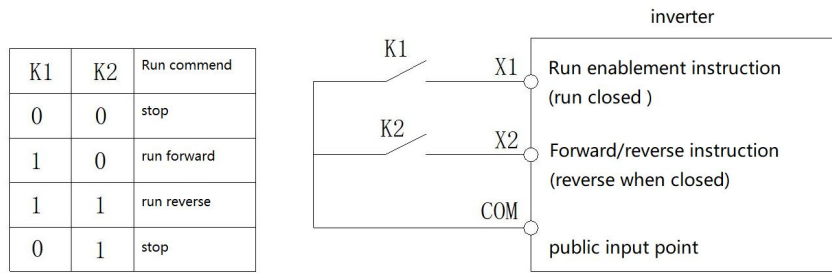 K1 K2 Run commend
0 0 stop
1 0 run forward
1 1 run reverse
0 1 stop
inverter
K1
X1
Run enablement instruction
(run closed )
K2
X2
Forward/reverse instruction
(reverse when closed)
COM
public input point